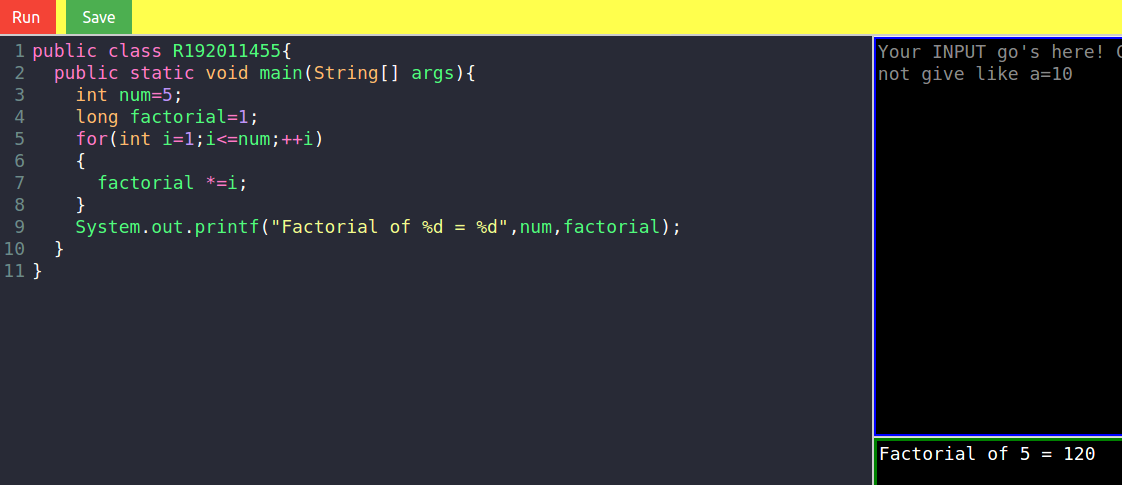 Run Save
1 public class R192011455{
2 public static void main(String[] args){
3 int num=5;
4 long factorial=1;
5 for(int i=1;i<=num;++i)
6 {
7 factorial *=i;
8 }
9 System.out.printf("Factorial of %d = %d",num,factorial);
10 }
11 }
Your INPUT go's here!
not give like a=10
Factorial of 5 = 120